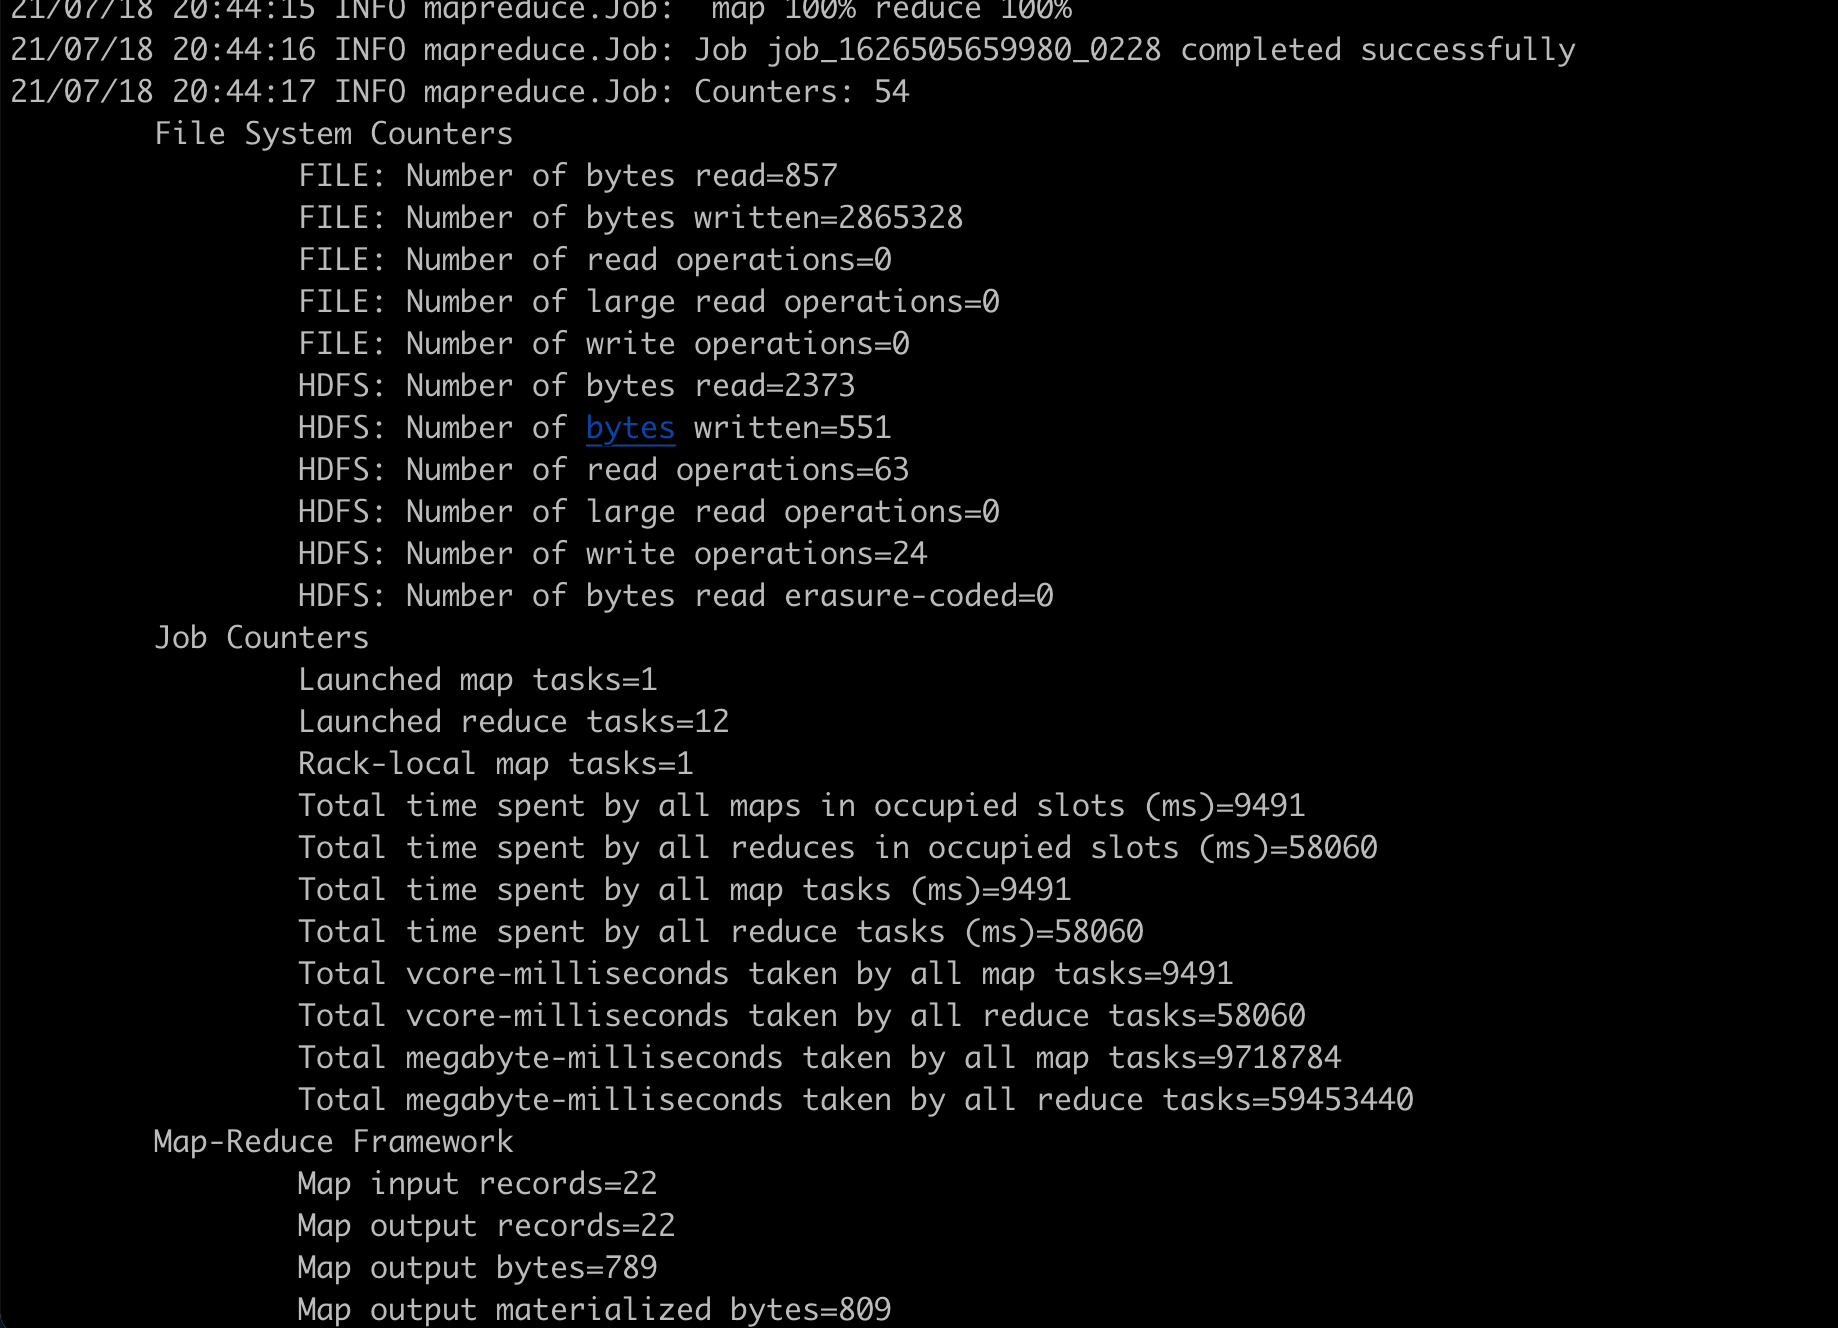 21/07/18 20:44:15 INFO mapreduce.Job:  map 100% reduce 100%
21/07/18 20:44:16 INFO mapreduce.Job: Job job_1626505659980_0228 completed successfully
21/07/18 20:44:17 INFO mapreduce.Job: Counters: 54
File System Counters
FILE: Number of bytes read=857
FILE: Number of bytes written=2865328
FILE: Number of read operations=0
FILE: Number of large read operations=0
FILE: Number of write operations=0
HDFS: Number of bytes read=2373
HDFS: Number of bytes written=551
HDFS: Number of read operations=63
HDFS: Number of large read operations=0
HDFS: Number of write operations=24
HDFS: Number of bytes read erasure-coded=0
Job Counters
Launched map tasks=1
Launched reduce tasks=12
Rack-local map tasks=1
Total time spent by all maps in occupied slots (ms)=9491
Total time spent by all reduces in occupied slots (ms)=58060
Total time spent by all map tasks (ms)=9491
Total time spent by all reduce tasks (ms)=58060
Total vcore-milliseconds taken by all map tasks=9491
Total vcore-milliseconds taken by all reduce tasks=58060
Total megabyte-milliseconds taken by all map tasks=9718784
Total megabyte-milliseconds taken by all reduce tasks=59453440
Map-Reduce Framework
Map input records=22
Map output records=22
Map output bytes=789
Map output materialized bytes=809